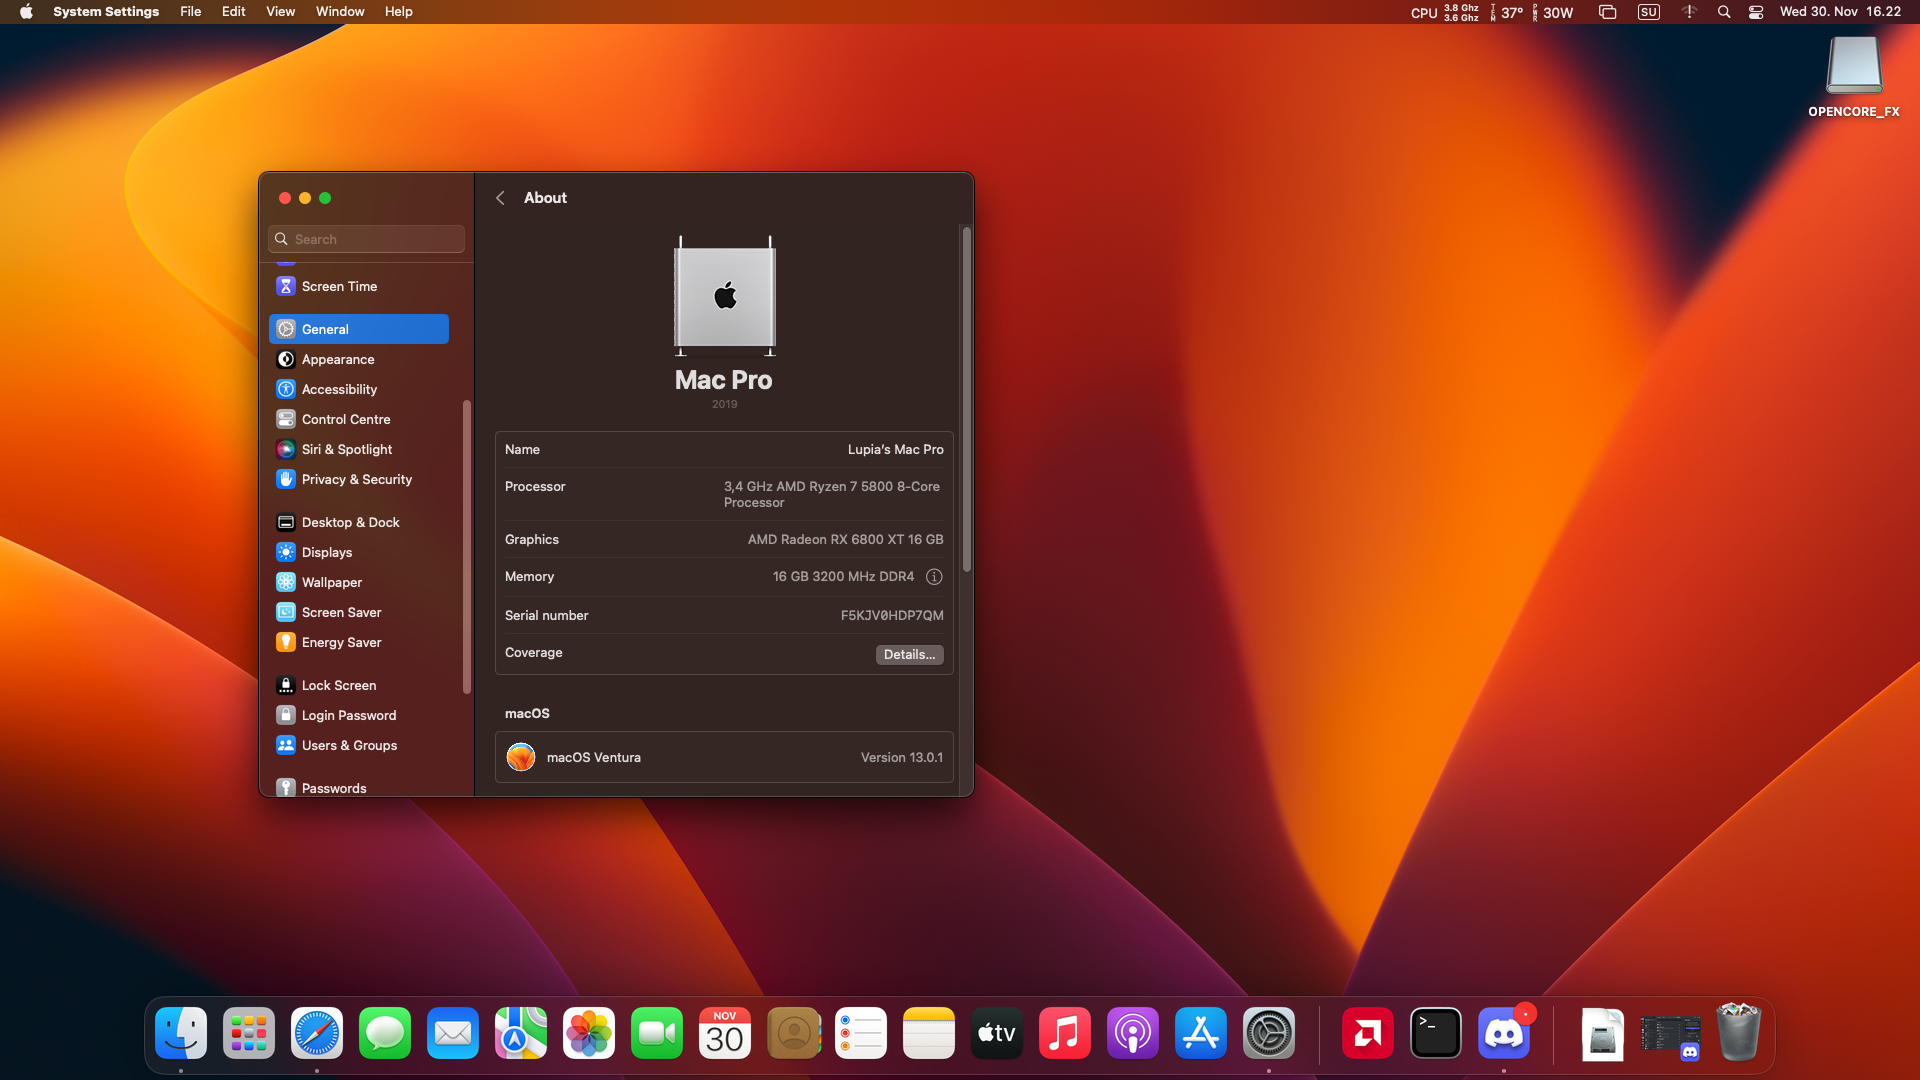 System Settings File Edit View Window Help
CPU 3.8 Ghz 3.6 Ghz TEM 37° PWR 30W SU Wed 30. Nov 16.22
OPENCORE_FX
About
Search
Screen Time
General
Appearance
Accessibility
Control Centre
Siri & Spotlight
Privacy & Security
Desktop & Dock
Displays
Wallpaper
Screen Saver
Energy Saver
Lock Screen
Login Password
Users & Groups
Passwords
Mac Pro
2019
Name Lupia's Mac Pro
Processor 3,4 GHz AMD Ryzen 7 5800 8-Core
Processor
Graphics AMD Radeon RX 6800 XT 16 GB
Memory 16 GB 3200 MHz DDR4
Serial number F5KJV0HDP7QM
Coverage Details...
macOS
macOS Ventura Version 13.0.1
NOV
30
tv
>_